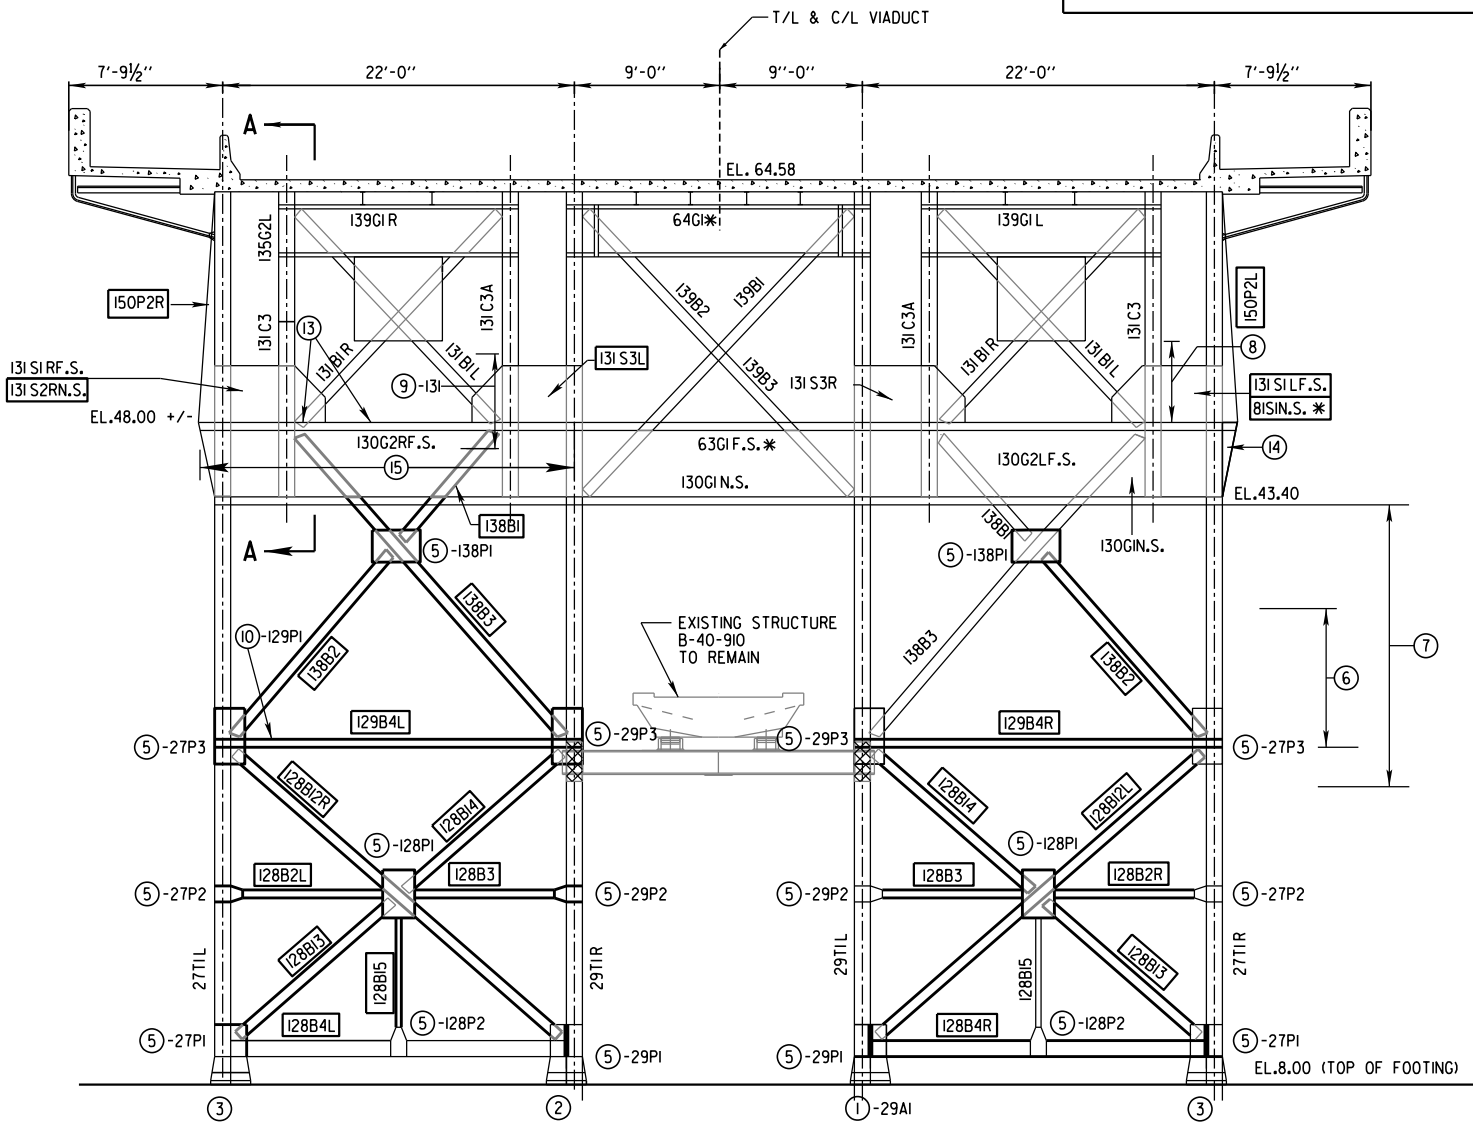 T/L & C/L VIADUCT
7'-9½''
22'-0''
9'-0''
9''-0''
22'-0''
7'-9½''
A
EL. 64.58
139G1R
64G1*
139G1L
135G2L
150P2R
131C3
13
131B1R
131B1L
131C3A
139B2
139B1
139B3
131C3A
131B1R
131B1L
131C3
150P2L
8
131S1RF.S.
131S2RN.S.
9 -131
131S3L
131S3R
131S1LF.S.
81S1N.S. *
EL.48.00 +/-
130G2RF.S.
63G1F.S.*
130G2LF.S.
14
15
130G1N.S.
EL.43.40
138B1
138B1
130G1N.S.
A
5 -138P1
5 -138P1
138B3
EXISTING STRUCTURE
B-40-910
TO REMAIN
10 -129P1
138B2
138B3
138B2
7
6
129B4L
129B4R
5 -27P3
5 -29P3
5 -29P3
5 -27P3
128B12R
128B14
128B14
128B12L
5 -128P1
5 -128P1
128B2L
128B3
128B3
128B2R
5 -27P2
5 -29P2
5 -29P2
5 -27P2
27T1L
128B13
128B15
29T1R
29T1L
128B15
128B13
27T1R
128B4L
5 -128P2
128B4R
5 -128P2
5 -27P1
5 -29P1
5 -29P1
5 -27P1
EL.8.00 (TOP OF FOOTING)
3
2
1 -29A1
3